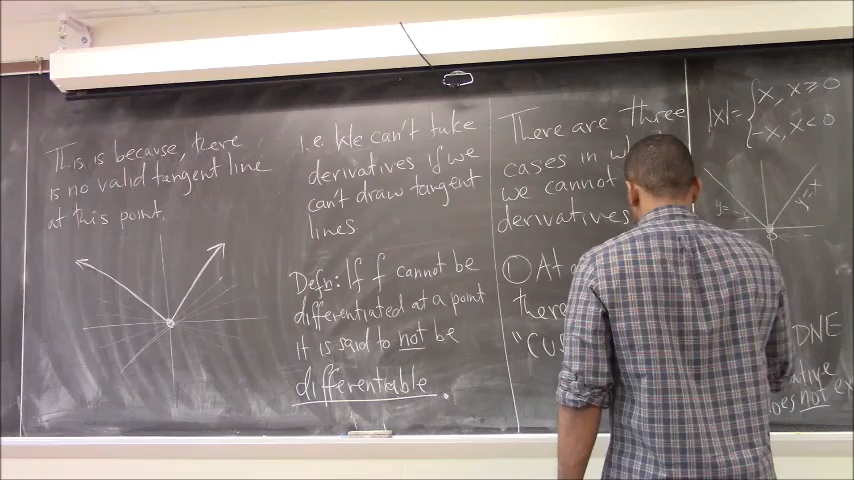 This is because, there
is no valid tangent line
at this point.
i.e. We can't take
derivatives if we
can't draw tangent
lines.
Defn: If f cannot be
differentiated at a point
it is said to not be
differentiable.
There are three
cases in
we cannot
derivatives
① At
there
"cus
|x| = { x, x ≥ 0
-x, x < 0
y=
y=x
DNE
does not ex